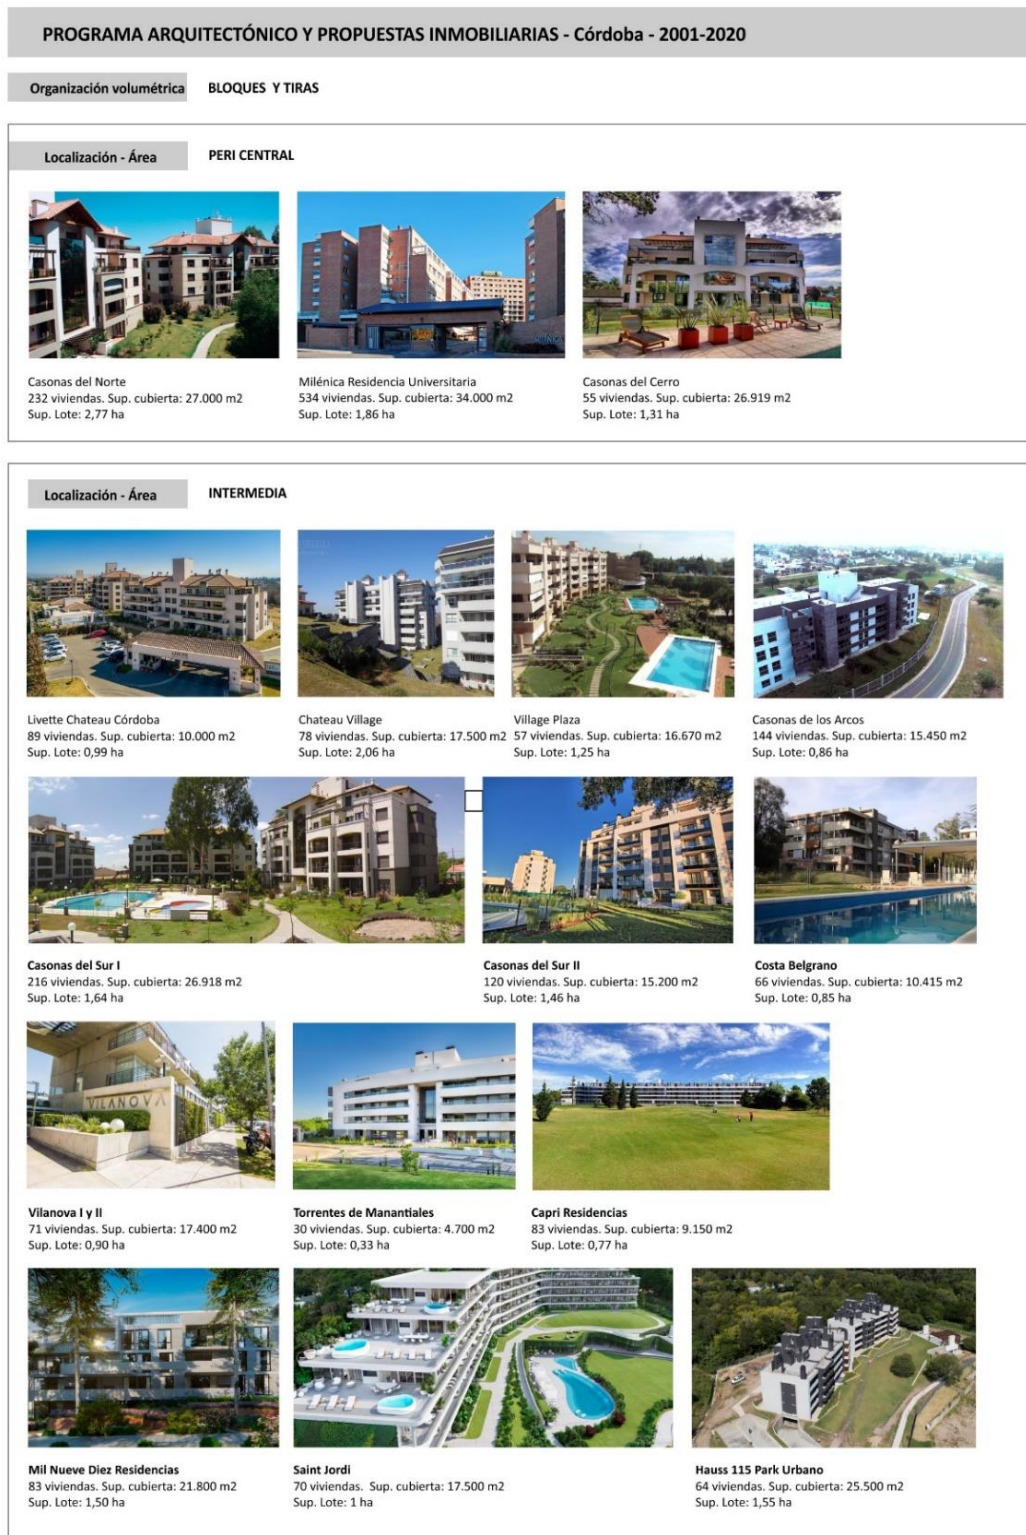 PROGRAMA ARQUITECTÓNICO Y PROPUESTAS INMOBILIARIAS - Córdoba - 2001-2020
Organización volumétrica BLOQUES Y TIRAS
Localización - Área PERI CENTRAL
Casonas del Norte
232 viviendas. Sup. cubierta: 27.000 m2
Sup. Lote: 2,77 ha
Milénica Residencia Universitaria
534 viviendas. Sup. cubierta: 34.000 m2
Sup. Lote: 1,86 ha
Casonas del Cerro
55 viviendas. Sup. cubierta: 26.919 m2
Sup. Lote: 1,31 ha
Localización - Área INTERMEDIA
Livette Chateau Córdoba
89 viviendas. Sup. cubierta: 10.000 m2
Sup. Lote: 0,99 ha
Chateau Village
78 viviendas. Sup. cubierta: 17.500 m2
Sup. Lote: 2,06 ha
Village Plaza
57 viviendas. Sup. cubierta: 16.670 m2
Sup. Lote: 1,25 ha
Casonas de los Arcos
144 viviendas. Sup. cubierta: 15.450 m2
Sup. Lote: 0,86 ha
Casonas del Sur I
216 viviendas. Sup. cubierta: 26.918 m2
Sup. Lote: 1,64 ha
Casonas del Sur II
120 viviendas. Sup. cubierta: 15.200 m2
Sup. Lote: 1,46 ha
Costa Belgrano
66 viviendas. Sup. cubierta: 10.415 m2
Sup. Lote: 0,85 ha
VILANOVA
Vilanova I y II
71 viviendas. Sup. cubierta: 17.400 m2
Sup. Lote: 0,90 ha
Torrentes de Manantiales
30 viviendas. Sup. cubierta: 4.700 m2
Sup. Lote: 0,33 ha
Capri Residencias
83 viviendas. Sup. cubierta: 9.150 m2
Sup. Lote: 0,77 ha
Mil Nueve Diez Residencias
83 viviendas. Sup. cubierta: 21.800 m2
Sup. Lote: 1,50 ha
Saint Jordi
70 viviendas. Sup. cubierta: 17.500 m2
Sup. Lote: 1 ha
Hauss 115 Park Urbano
64 viviendas. Sup. cubierta: 25.500 m2
Sup. Lote: 1,55 ha